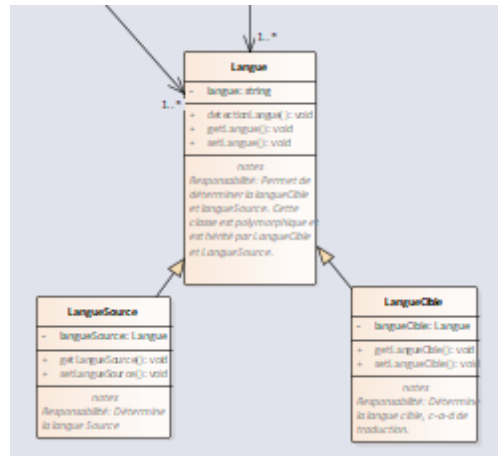 1..*
Langue
- langue: string
1..*
+ detectionLangue(): void
+ getLangue(): void
+ setLangue(): void
notes
Responsabilité: Permet de
déterminer la langueCible
et langueSource. Cette
classe est polymorphique et
est hérité par LangueCible
et LangueSource.
LangueSource
- langueSource: Langue
+ getLangueSource(): void
+ setLangueSource(): void
notes
Responsabilité: Détermine
la langue Source
LangueCible
- langueCible: Langue
+ getLangueCible(): void
+ setLangueCible(): void
notes
Responsabilité: Détermine
la langue cible, c-a-d de
traduction.